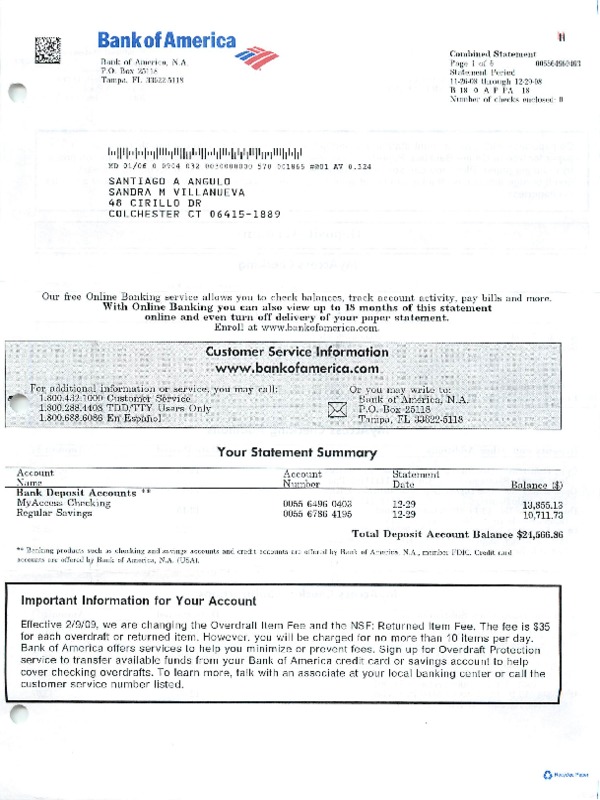 Bank of America
Bank of America, N.A.
P.O. Box 25118
Tampa, FL 33622-5118
H
Combined Statement
Page 1 of 6
Statement Period
11-26-08 through 12-29-08
B 18 0 A P PA 18
Number of checks enclosed: 0
MD 01/06 0 0904 032 #001 AV 0.324
SANTIAGO A ANGULO
SANDRA M VILLANUEVA
48 CIRILLO DR
COLCHESTER CT 06415-1889
Our free Online Banking service allows you to check balances, track account activity, pay bills and more.
With Online Banking you can also view up to 18 months of this statement
online and even turn off delivery of your paper statement.
Enroll at www.bankofamerica.com.
Customer Service Information
www.bankofamerica.com
For additional information or service, you may call:
1.800.432.1000 Customer Service
1.800.288.4408 TDD/TTY Users Only
1.800.688.6086 En Español
Or you may write to:
Bank of America, N.A.
P.O. Box 25118
Tampa, FL 33622-5118
Your Statement Summary
Account Name Account Number Statement Date Balance ($)
Bank Deposit Accounts **
MyAccess Checking 0055 6496 0403 12-29 13,855.13
Regular Savings 0055 6786 4195 12-29 10,711.73
Total Deposit Account Balance $24,566.86
** Banking products such as checking and savings accounts and credit accounts are offered by Bank of America, N.A., member FDIC. Credit card
accounts are offered by Bank of America, N.A. (USA).
Important Information for Your Account
Effective 2/9/09, we are changing the Overdraft Item Fee and the NSF: Returned Item Fee. The fee is $35
for each overdraft or returned item. However, you will be charged for no more than 10 items per day.
Bank of America offers services to help you minimize or prevent fees. Sign up for Overdraft Protection
service to transfer available funds from your Bank of America credit card or savings account to help
cover checking overdrafts. To learn more, talk with an associate at your local banking center or call the
customer service number listed.
Recycled Paper